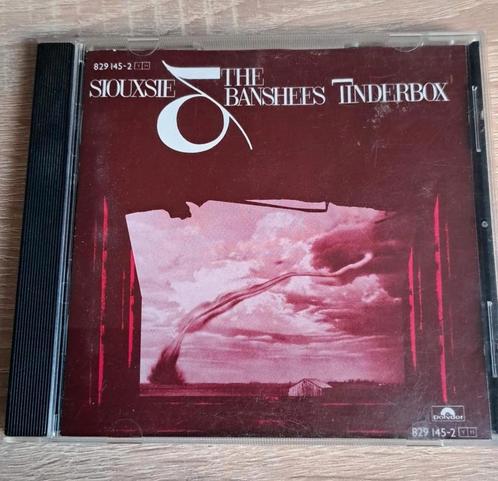 829 145-2
SIOUXSIE & THE BANSHEES TINDERBOX
Polydor
829 145-2